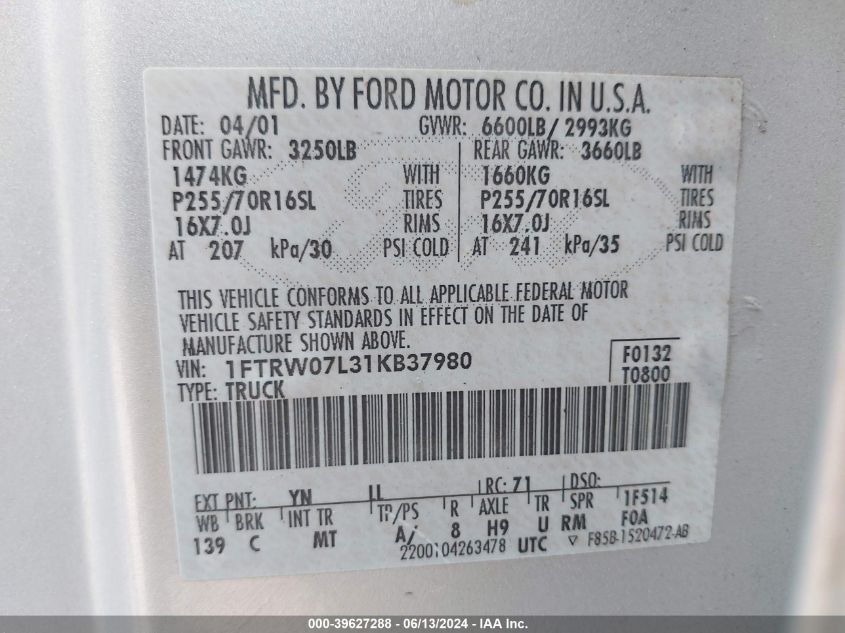 MFD. BY FORD MOTOR CO. IN U.S.A.
DATE: 04/01 GVWR: 6600LB/ 2993KG
FRONT GAWR: 3250LB REAR GAWR: 3660LB
1474KG WITH 1660KG WITH
P255/70R16SL TIRES P255/70R16SL TIRES
16X7.0J RIMS 16X7.0J RIMS
AT 207 kPa/30 PSI COLD AT 241 kPa/35 PSI COLD
THIS VEHICLE CONFORMS TO ALL APPLICABLE FEDERAL MOTOR
VEHICLE SAFETY STANDARDS IN EFFECT ON THE DATE OF
MANUFACTURE SHOWN ABOVE.
VIN: 1FTRW07L31KB37980 F0132
TYPE: TRUCK T0800
EXT PNT: YN LL RC: 71 DSO:
WB BRK INT TR TP/PS R AXLE TR SPR 1F514
139 C MT A/ 8 H9 U RM F0A
2200104263478 UTC ▽ F85B-1520472-AB
000-39627288 - 06/13/2024 - IAA Inc.